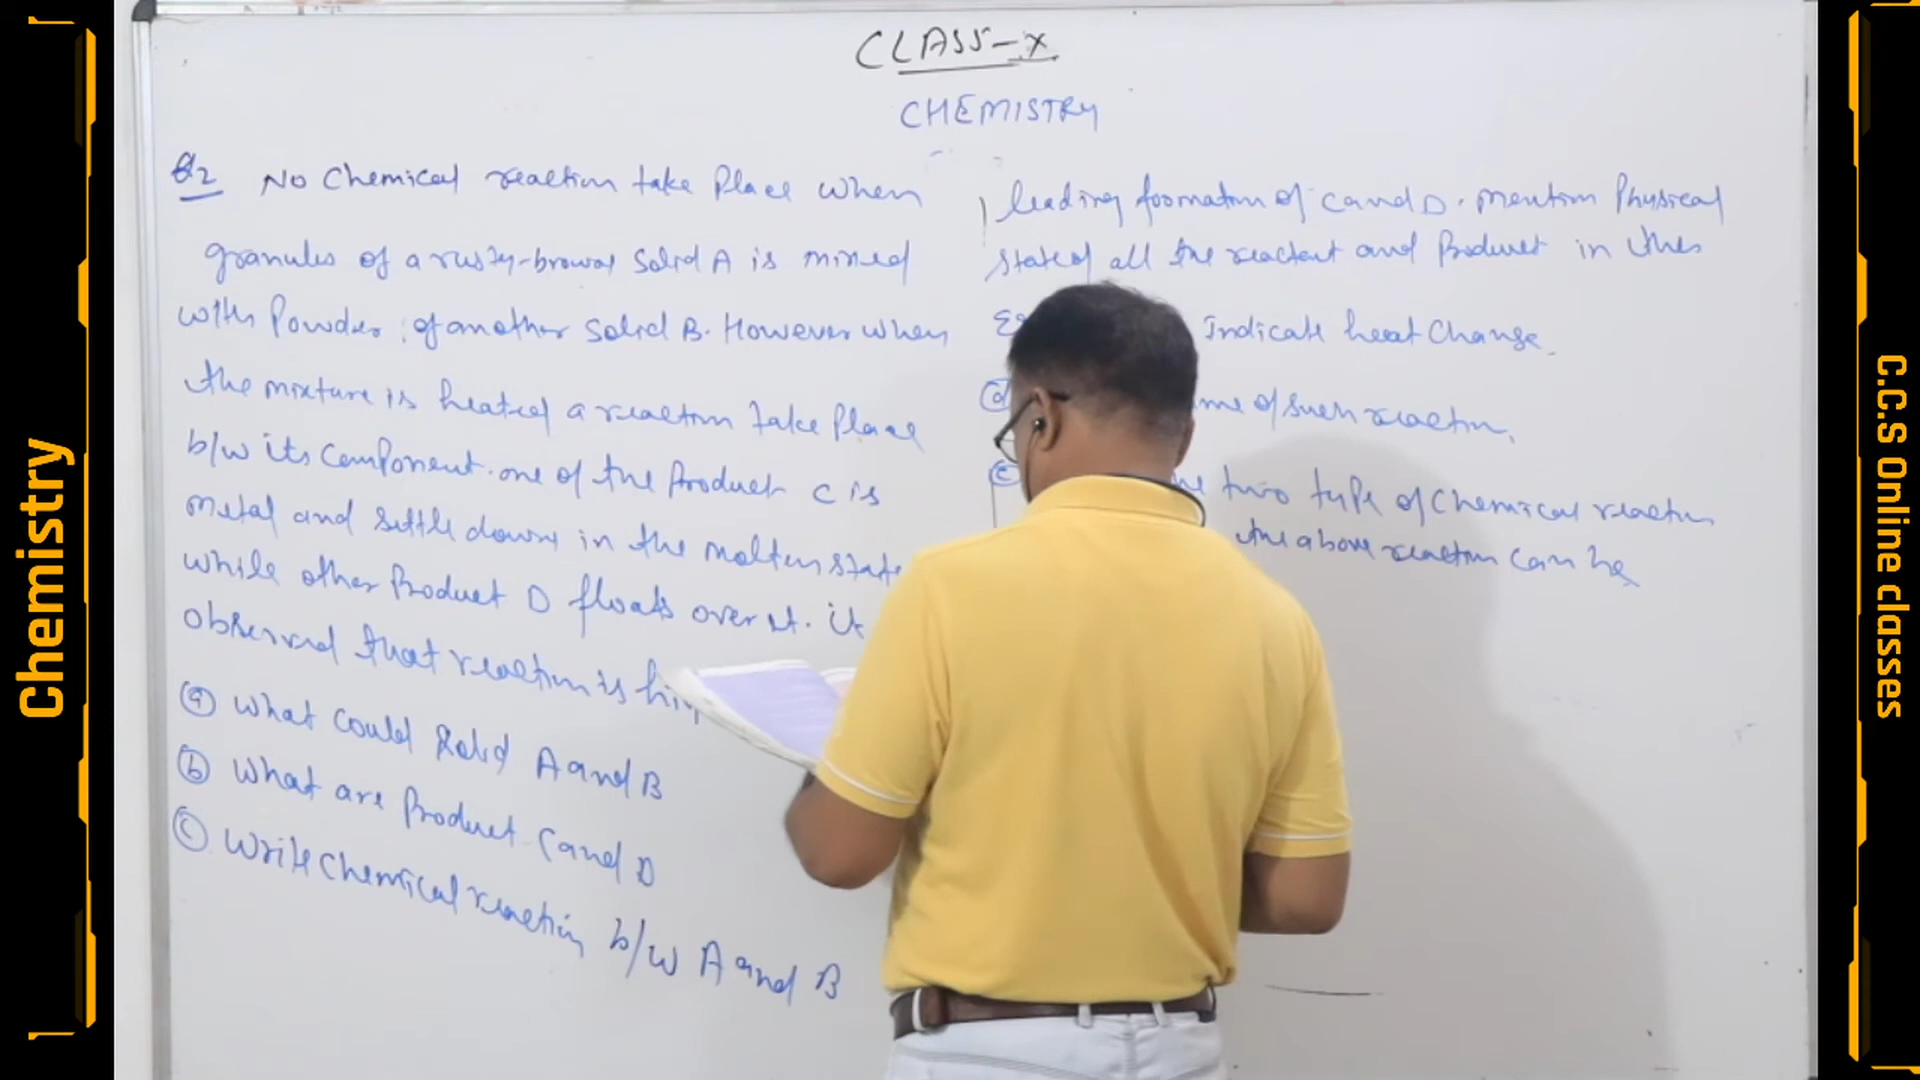 CLASS-X
CHEMISTRY
Q2 No Chemical reaction take Place when
granules of a rusty-brown Solid A is mixed
with Powder of another Solid B. However when
the mixture is heated a reaction take Place
b/w its component. one of the Product C is
metal and settle down in the molten state
while other Product D floats over it. it
observed that reaction is hi
(a) What could Solid A and B
(b) What are Product C and D
(c) Write Chemical reaction b/w A and B
leading formation of C and D. Mention Physical
state of all the reactant and Product in this
Indicate heat Change.
(d) me of such reaction.
(e) two type of Chemical reaction
the above reaction can be
Chemistry
C.C.S Online classes